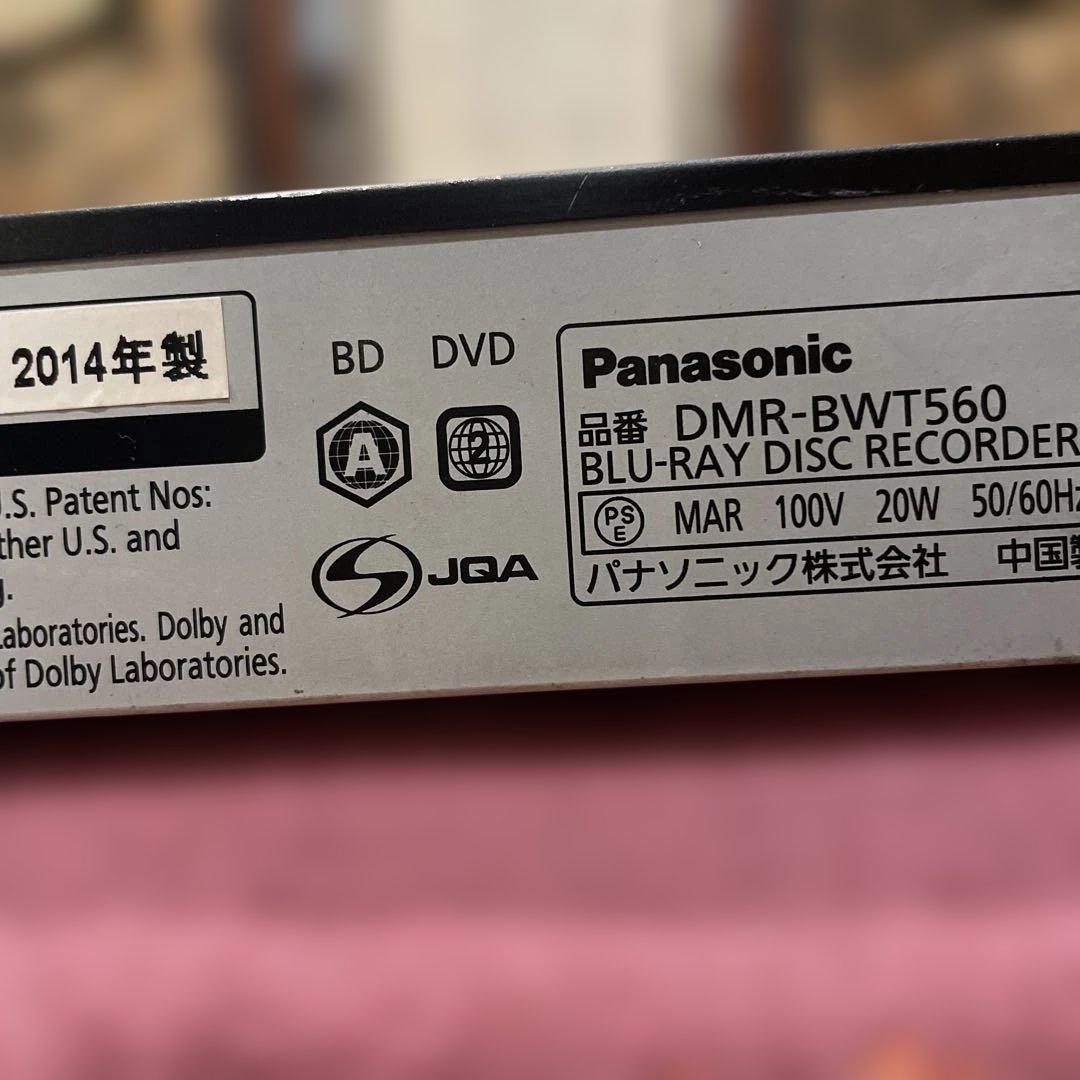 2014年製
U.S. Patent Nos:
other U.S. and
g.
Laboratories. Dolby and
of Dolby Laboratories.
BD DVD
A 2
S JQA
Panasonic
品番 DMR-BWT560
BLU-RAY DISC RECORDER
PSE MAR 100V 20W 50/60Hz
パナソニック株式会社 中国製